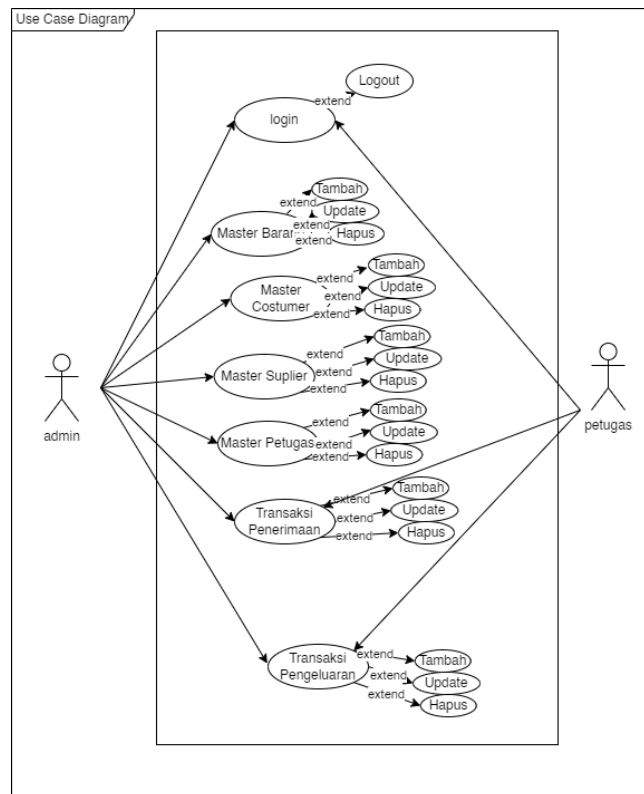 Use Case Diagram
Logout
extend
login
Tambah
extend
Update
extend
Master Baran
Hapus
extend
Tambah
extend
Master
Costumer
Update
extend
Hapus
extend
Tambah
extend
Update
extend
Master Suplier
Hapus
extend
admin
petugas
Tambah
extend
Update
extend
Master Petugas
Hapus
extend
Tambah
extend
Transaksi
Penerimaan
Update
extend
Hapus
extend
Transaksi
Pengeluaran
extend
Tambah
extend
Update
extend
Hapus